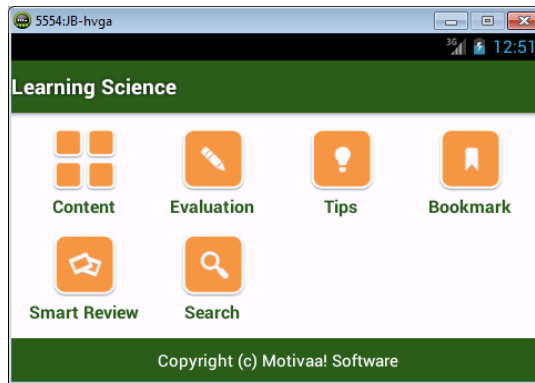 5554:JB-hvga
3G 12:51
Learning Science
Content Evaluation Tips Bookmark
Smart Review Search
Copyright (c) Motivaa! Software